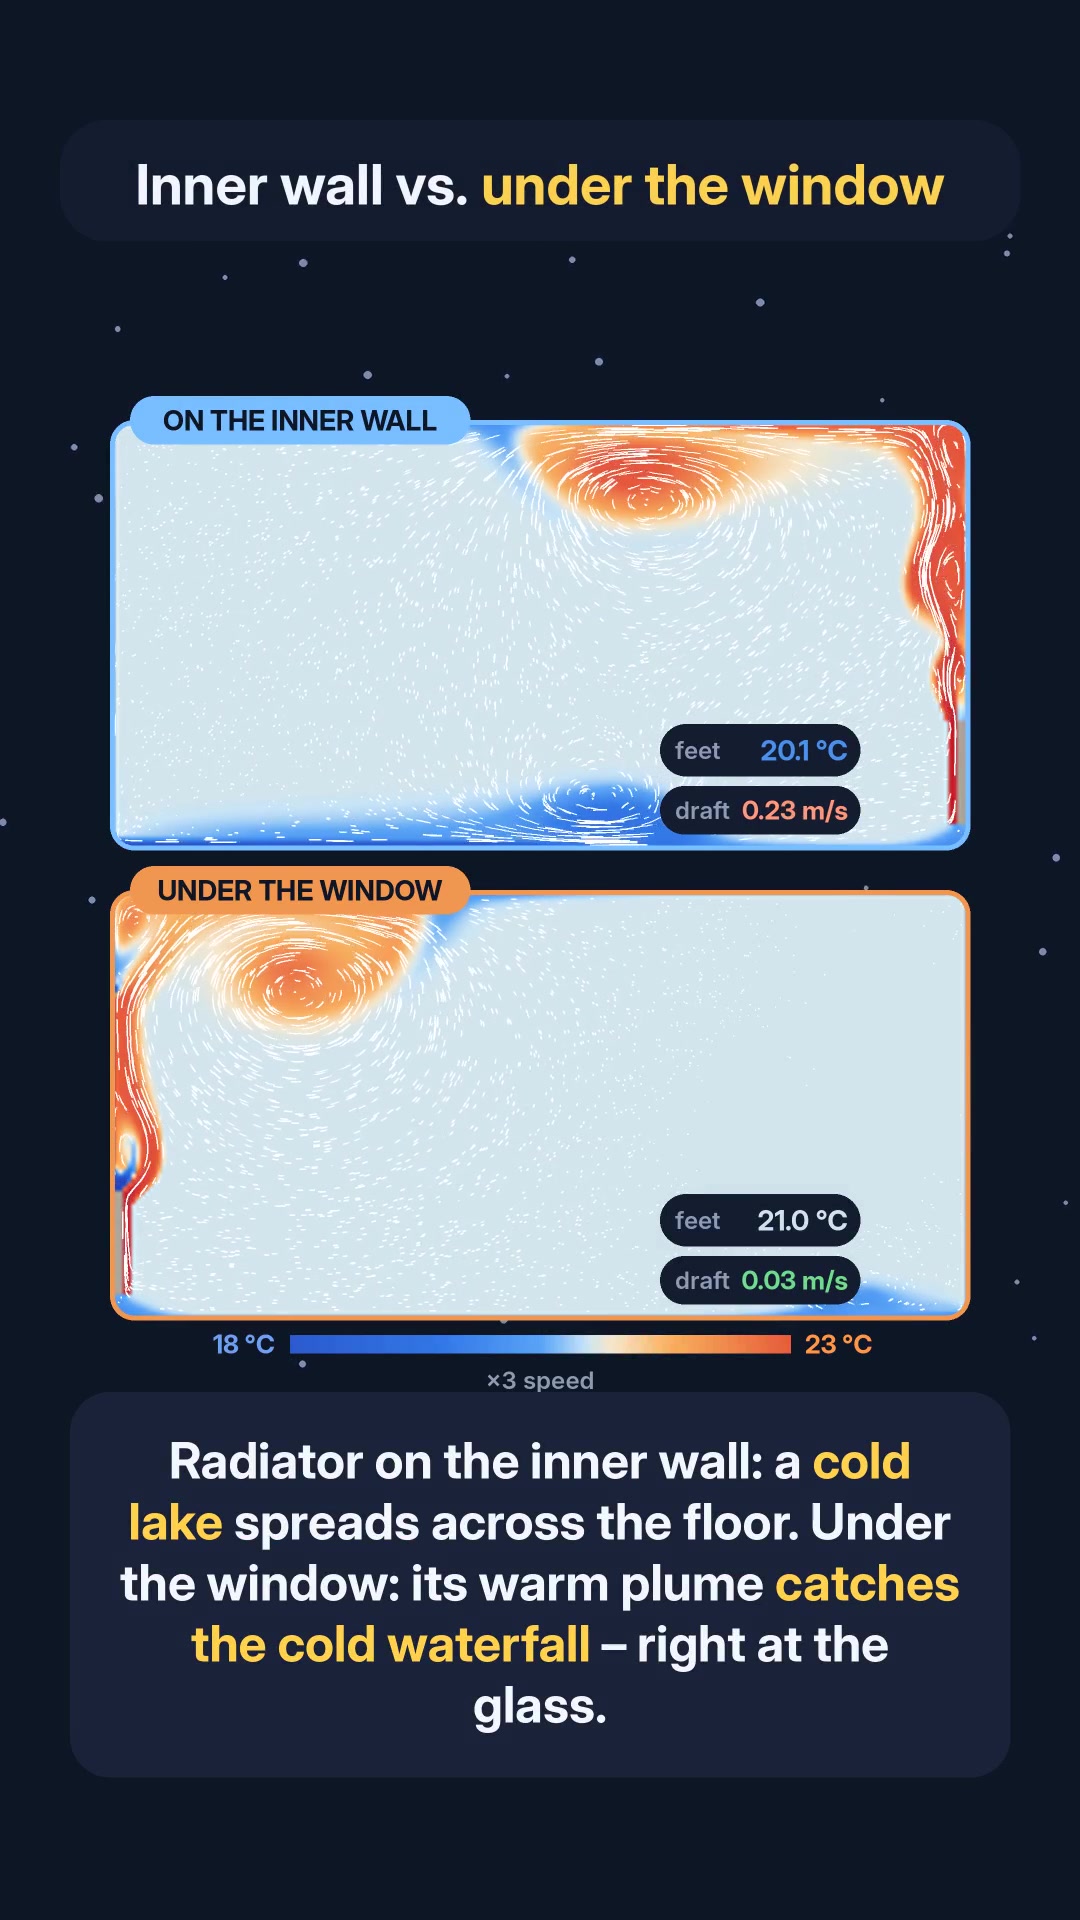 Inner wall vs. under the window
ON THE INNER WALL
feet 20.1 °C
draft 0.23 m/s
UNDER THE WINDOW
feet 21.0 °C
draft 0.03 m/s
18 °C 23 °C
×3 speed
Radiator on the inner wall: a cold
lake spreads across the floor. Under
the window: its warm plume catches
the cold waterfall – right at the
glass.